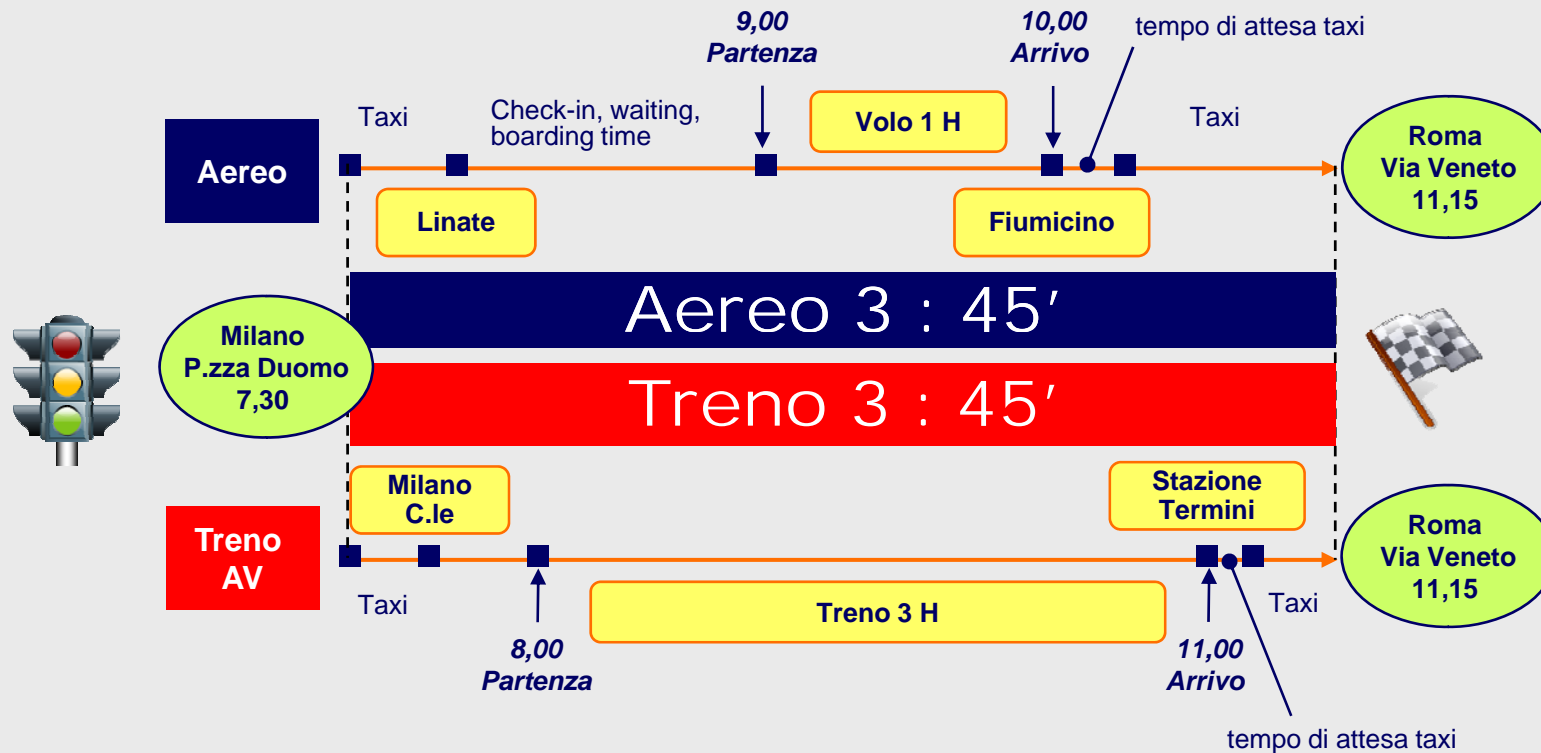 9,00
Partenza
10,00
Arrivo
tempo di attesa taxi
Taxi
Check-in, waiting,
boarding time
Volo 1 H
Taxi
Aereo
Roma
Via Veneto
11,15
Linate
Fiumicino
Aereo 3 : 45’
Milano
P.zza Duomo
7,30
Treno 3 : 45’
Milano
C.le
Stazione
Termini
Treno
AV
Roma
Via Veneto
11,15
Taxi
Treno 3 H
Taxi
8,00
Partenza
11,00
Arrivo
tempo di attesa taxi